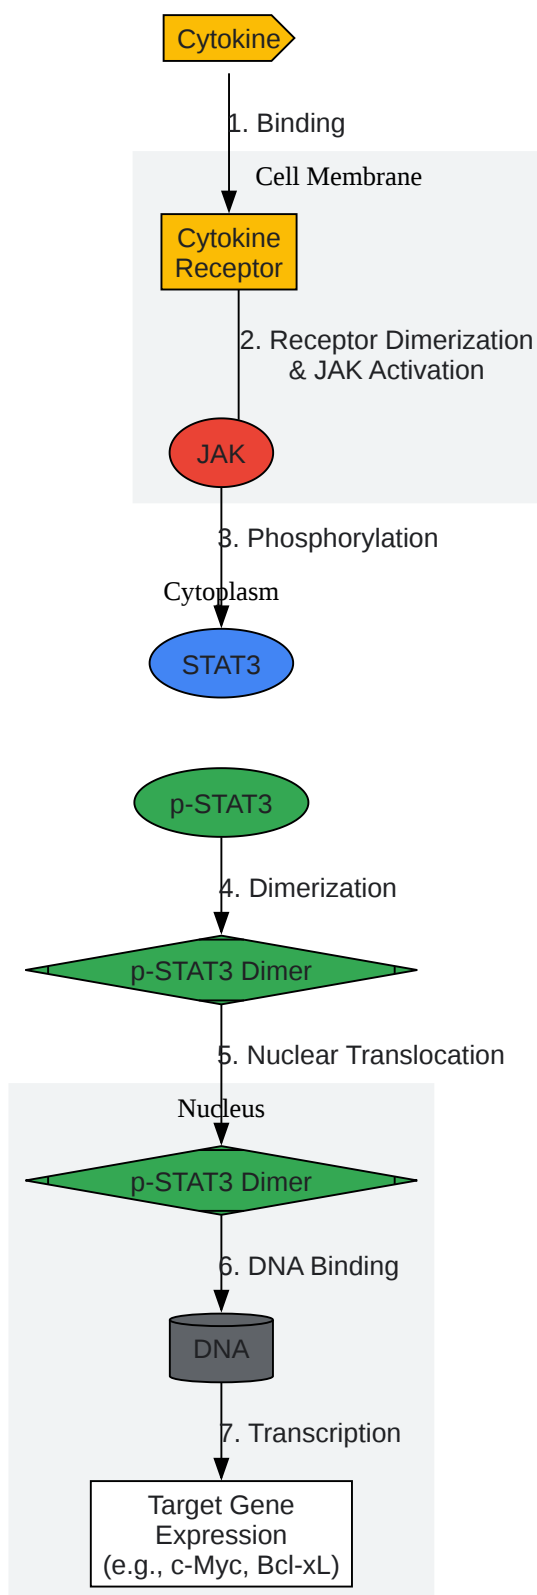 Cytokine
1. Binding
Cell Membrane
Cytokine
Receptor
2. Receptor Dimerization
& JAK Activation
JAK
3. Phosphorylation
Cytoplasm
STAT3
p-STAT3
4. Dimerization
p-STAT3 Dimer
5. Nuclear Translocation
Nucleus
p-STAT3 Dimer
6. DNA Binding
DNA
7. Transcription
Target Gene
Expression
(e.g., c-Myc, Bcl-xL)